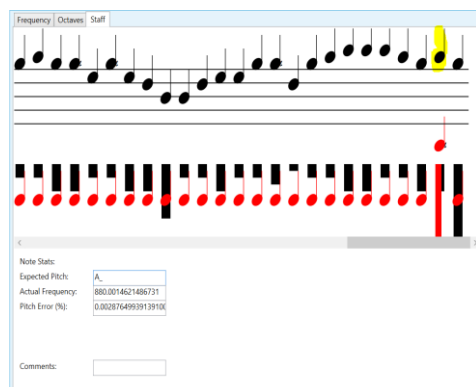 Frequency Octaves Staff
Note Stats:
Expected Pitch: A_
Actual Frequency: 880.0014621486731
Pitch Error (%): 0.0028764993913910
Comments: